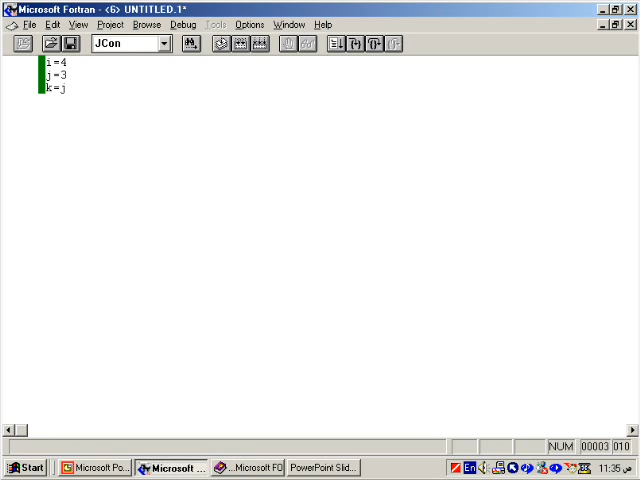 Microsoft Fortran - <6> UNTITLED.1*
File Edit View Project Browse Debug Tools Options Window Help
JCon
i=4
j=3
k=j
NUM 00003 010
Start Microsoft Po... Microsoft ... ...Microsoft FO PowerPoint Slid... En 11:35 ص